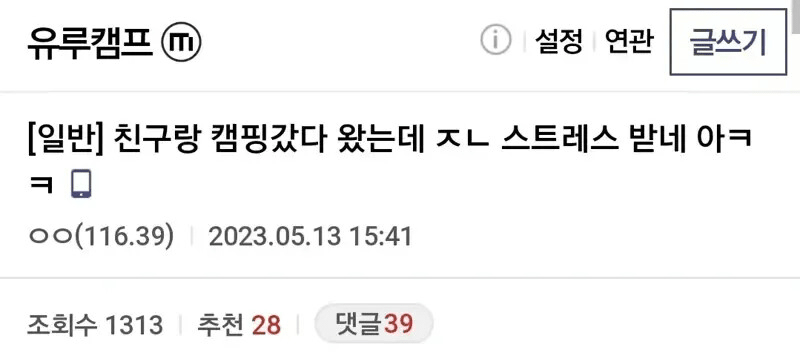 유루캠프 m 설정 연관 글쓰기
[일반] 친구랑 캠핑갔다 왔는데 ㅈㄴ 스트레스 받네 아ㅋ
ㅋ
ㅇㅇ(116.39) 2023.05.13 15:41
조회수 1313 추천 28 댓글 39